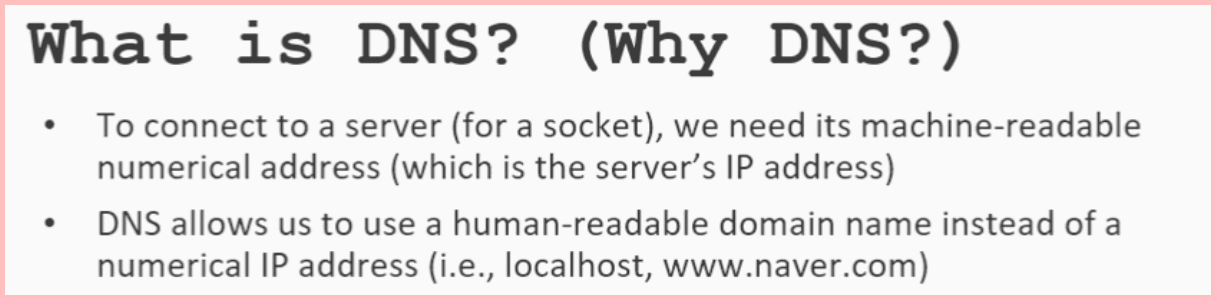 What is DNS? (Why DNS?)
• To connect to a server (for a socket), we need its machine-readable
numerical address (which is the server’s IP address)
• DNS allows us to use a human-readable domain name instead of a
numerical IP address (i.e., localhost, www.naver.com)